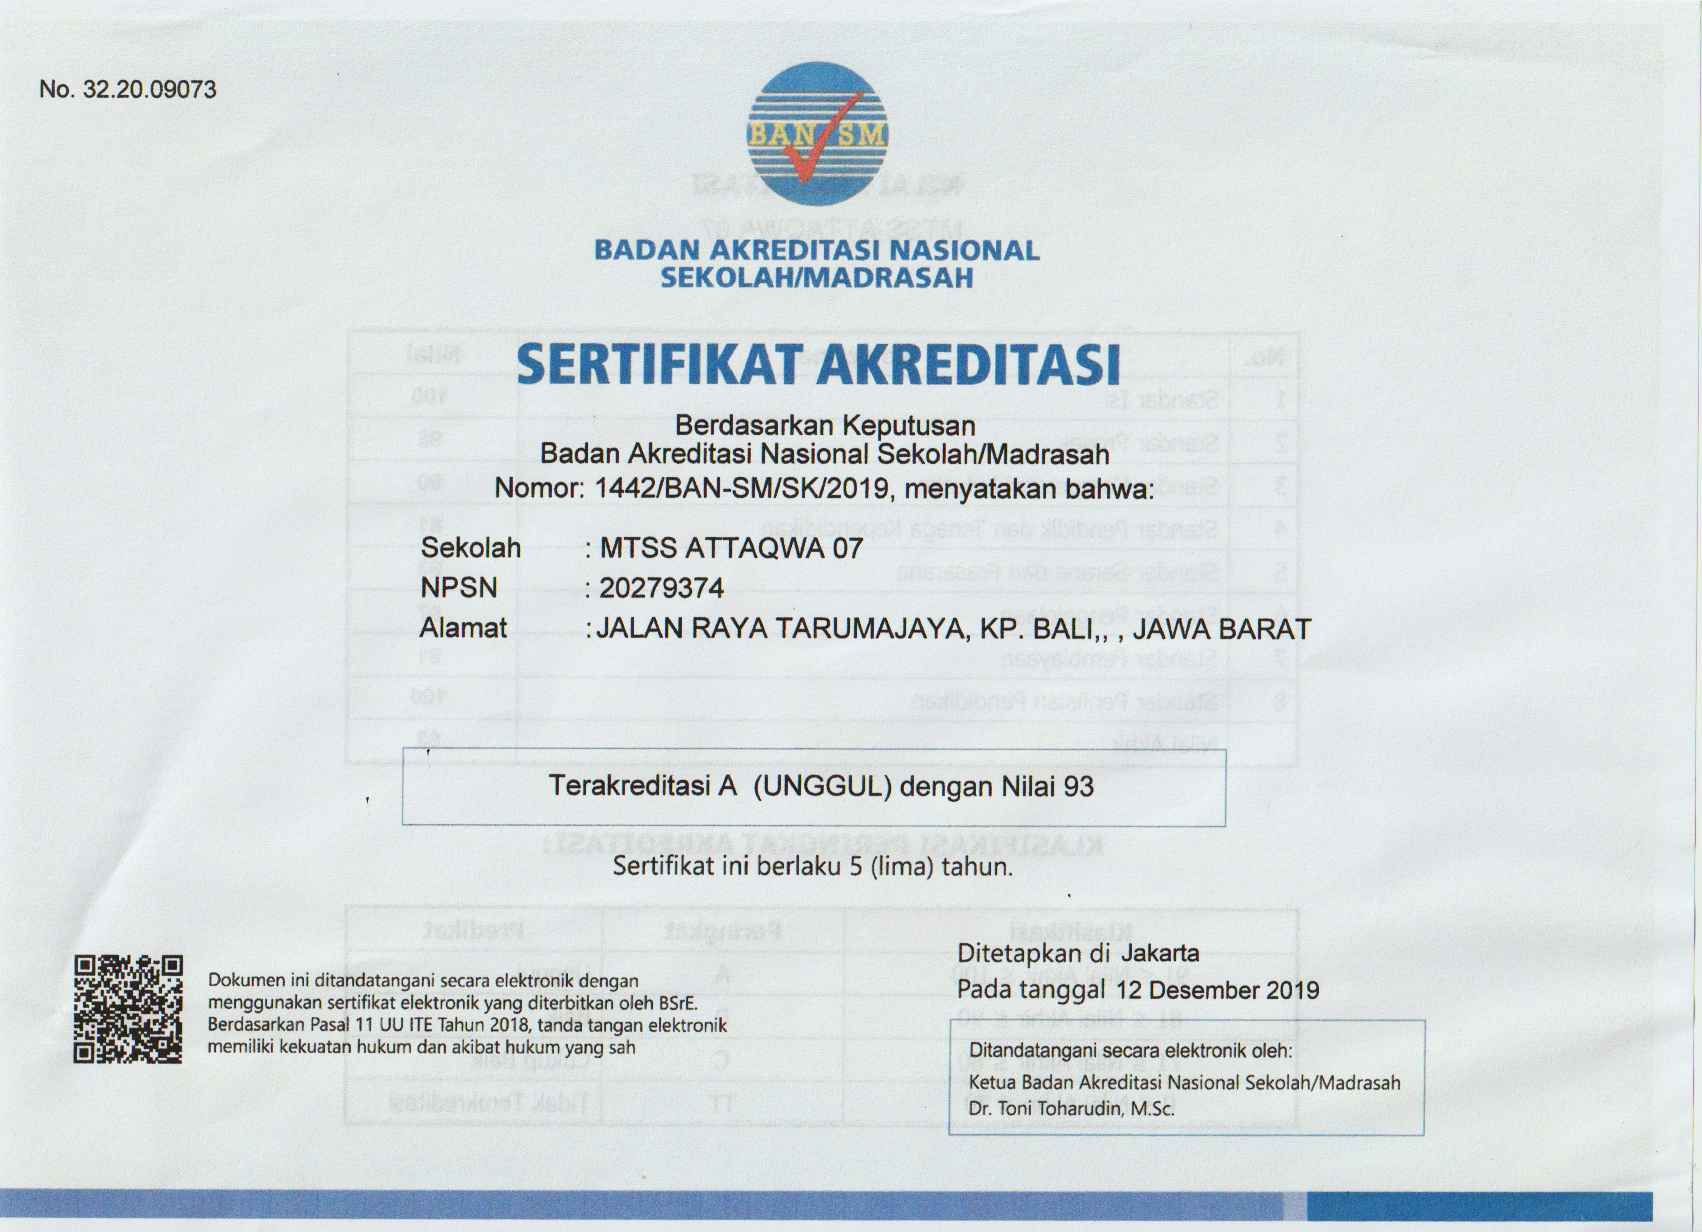 No. 32.20.09073
BAN SM
BADAN AKREDITASI NASIONAL
SEKOLAH/MADRASAH
SERTIFIKAT AKREDITASI
Berdasarkan Keputusan
Badan Akreditasi Nasional Sekolah/Madrasah
Nomor: 1442/BAN-SM/SK/2019, menyatakan bahwa:
Sekolah : MTSS ATTAQWA 07
NPSN : 20279374
Alamat : JALAN RAYA TARUMAJAYA, KP. BALI,, , JAWA BARAT
Terakreditasi A (UNGGUL) dengan Nilai 93
Sertifikat ini berlaku 5 (lima) tahun.
Ditetapkan di Jakarta
Pada tanggal 12 Desember 2019
Dokumen ini ditandatangani secara elektronik dengan
menggunakan sertifikat elektronik yang diterbitkan oleh BSrE.
Berdasarkan Pasal 11 UU ITE Tahun 2018, tanda tangan elektronik
memiliki kekuatan hukum dan akibat hukum yang sah
Ditandatangani secara elektronik oleh:
Ketua Badan Akreditasi Nasional Sekolah/Madrasah
Dr. Toni Toharudin, M.Sc.